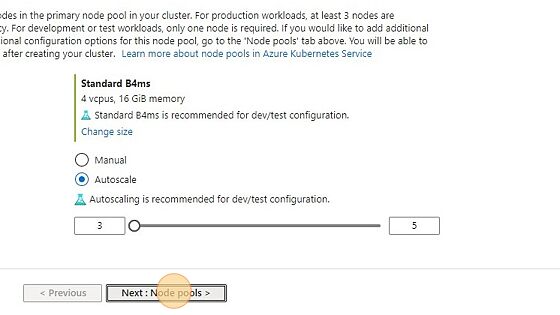 odes in the primary node pool in your cluster. For production workloads, at least 3 nodes are
cy. For development or test workloads, only one node is required. If you would like to add additional
ional configuration options for this node pool, go to the 'Node pools' tab above. You will be able to
after creating your cluster. Learn more about node pools in Azure Kubernetes Service
Standard B4ms
4 vcpus, 16 GiB memory
Standard B4ms is recommended for dev/test configuration.
Change size
Manual
Autoscale
Autoscaling is recommended for dev/test configuration.
3 5
< Previous Next : Node pools >